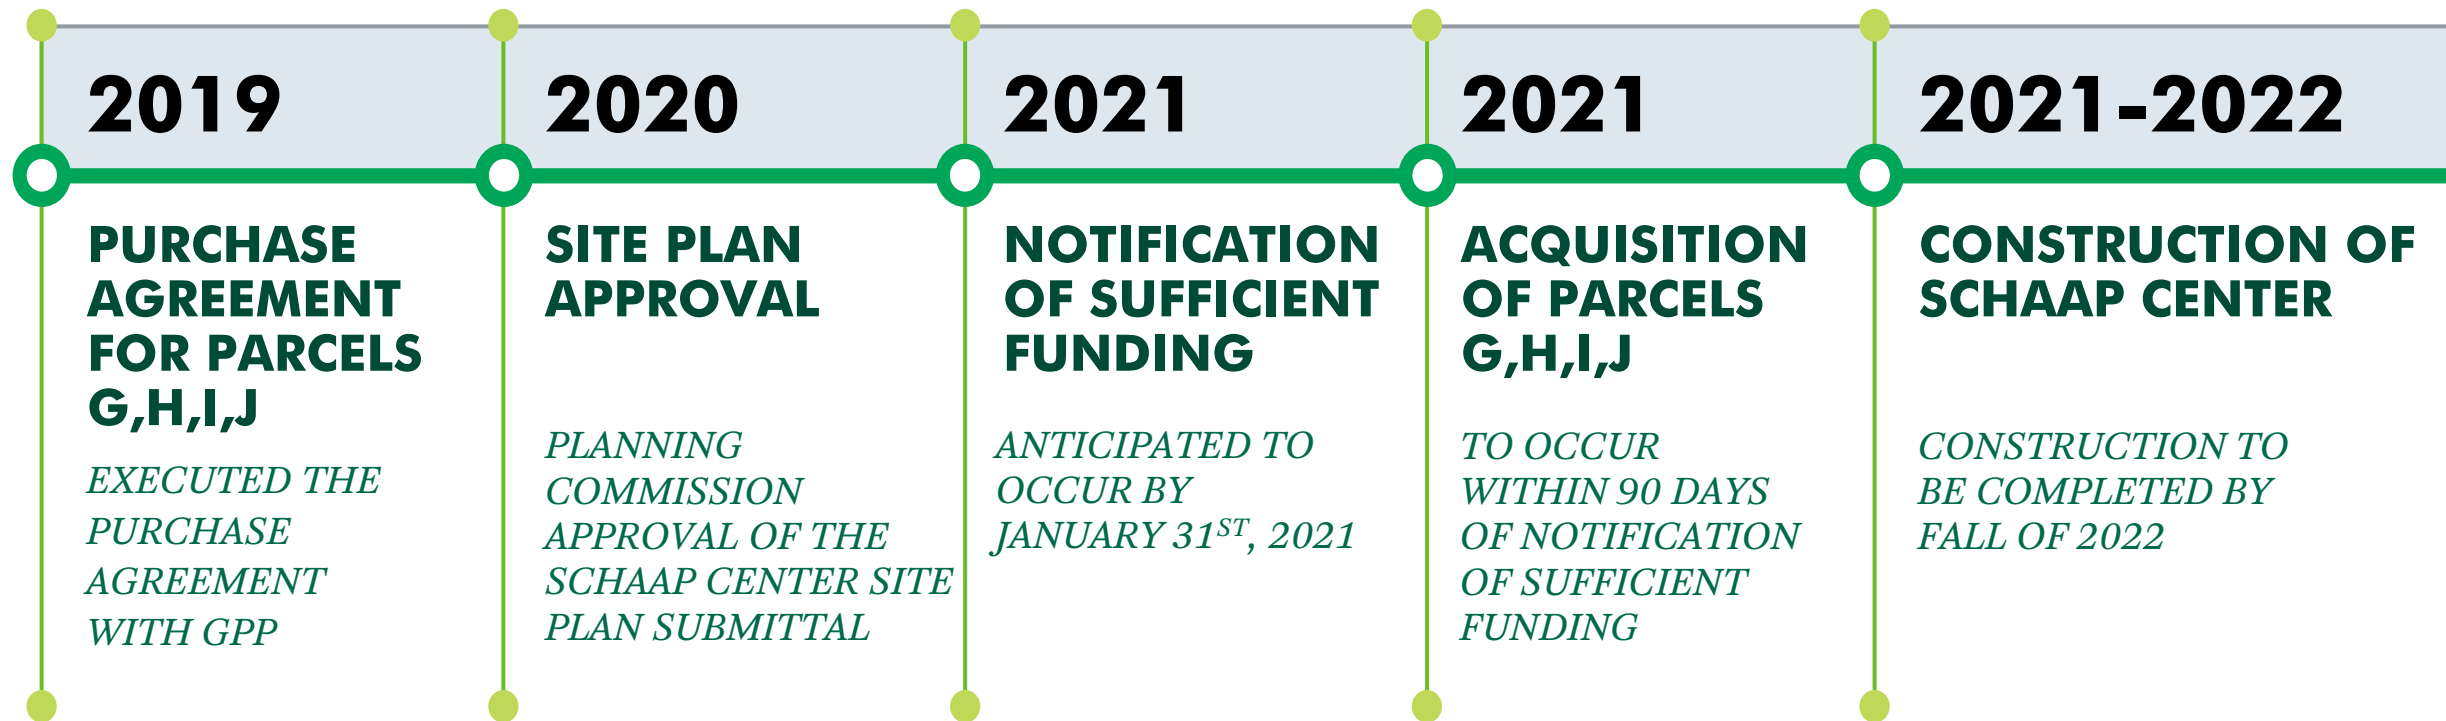 2019
PURCHASE
AGREEMENT
FOR PARCELS
G,H,I,J
EXECUTED THE
PURCHASE
AGREEMENT
WITH GPP
2020
SITE PLAN
APPROVAL
PLANNING
COMMISSION
APPROVAL OF THE
SCHAAP CENTER SITE
PLAN SUBMITTAL
2021
NOTIFICATION
OF SUFFICIENT
FUNDING
ANTICIPATED TO
OCCUR BY
JANUARY 31ST, 2021
2021
ACQUISITION
OF PARCELS
G,H,I,J
TO OCCUR
WITHIN 90 DAYS
OF NOTIFICATION
OF SUFFICIENT
FUNDING
2021-2022
CONSTRUCTION OF
SCHAAP CENTER
CONSTRUCTION TO
BE COMPLETED BY
FALL OF 2022